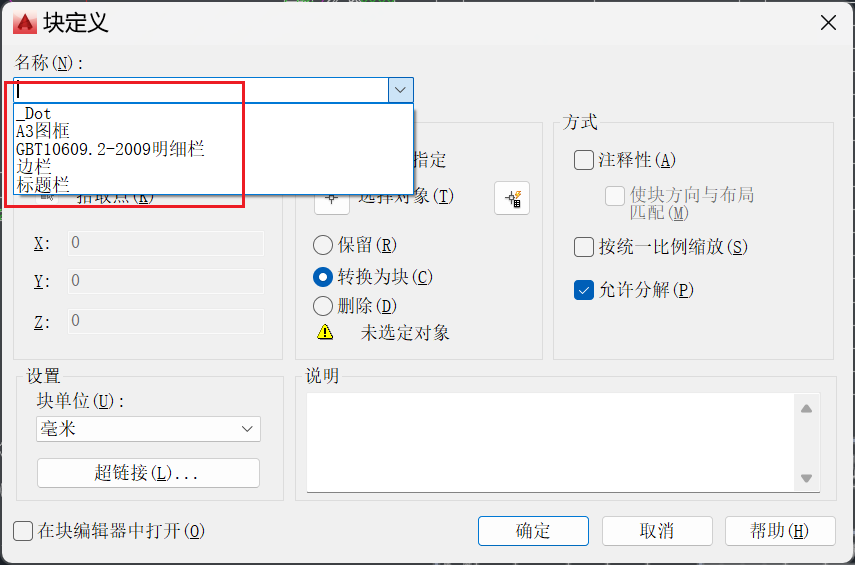 块定义
名称(N):
_Dot
A3图框
GBT10609.2-2009明细栏
边栏
标题栏
指定
拾取点(K)
选择对象(T)
X: 0
Y: 0
Z: 0
保留(R)
转换为块(C)
删除(D)
未选定对象
方式
注释性(A)
使块方向与布局
匹配(M)
按统一比例缩放(S)
允许分解(P)
设置
块单位(U):
毫米
超链接(L)...
说明
在块编辑器中打开(O)
确定
取消
帮助(H)